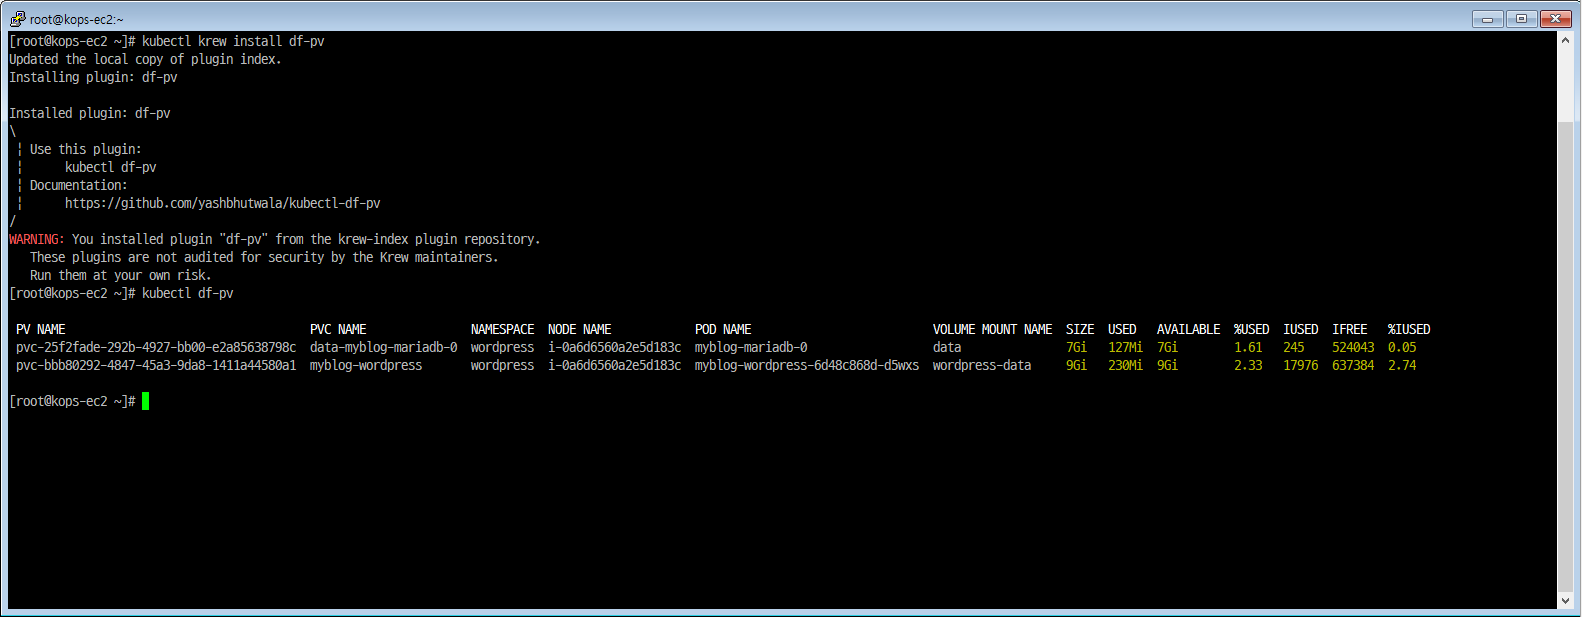 root@kops-ec2:~
[root@kops-ec2 ~]# kubectl krew install df-pv
Updated the local copy of plugin index.
Installing plugin: df-pv
Installed plugin: df-pv
\
 ¦ Use this plugin:
 ¦      kubectl df-pv
 ¦ Documentation:
 ¦      https://github.com/yashbhutwala/kubectl-df-pv
/
WARNING: You installed plugin "df-pv" from the krew-index plugin repository.
   These plugins are not audited for security by the Krew maintainers.
   Run them at your own risk.
[root@kops-ec2 ~]# kubectl df-pv
 PV NAME                                   PVC NAME               NAMESPACE  NODE NAME            POD NAME                          VOLUME MOUNT NAME  SIZE  USED   AVAILABLE  %USED  IUSED  IFREE   %IUSED
 pvc-25f2fade-292b-4927-bb00-e2a85638798c  data-myblog-mariadb-0  wordpress  i-0a6d6560a2e5d183c  myblog-mariadb-0                  data               7Gi   127Mi  7Gi        1.61   245    524043  0.05
 pvc-bbb80292-4847-45a3-9da8-1411a44580a1  myblog-wordpress       wordpress  i-0a6d6560a2e5d183c  myblog-wordpress-6d48c868d-d5wxs  wordpress-data     9Gi   230Mi  9Gi        2.33   17976  637384  2.74
[root@kops-ec2 ~]#